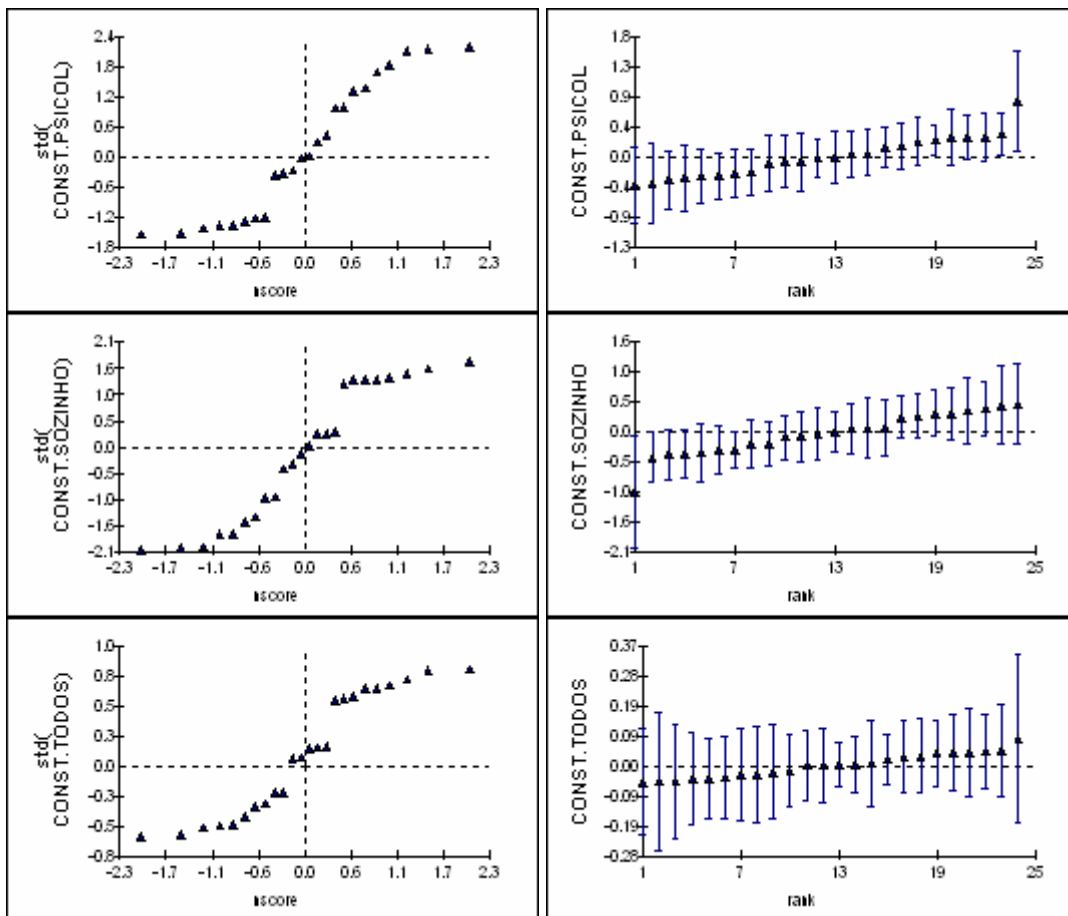 std(
CONST.PSICOL)
2.4
1.8
1.2
0.6
0.0
-0.6
-1.2
-1.8
-2.3 -1.7 -1.1 -0.6 0.0 0.6 1.1 1.7 2.3
nscore
CONST.PSICOL
1.8
1.3
0.9
0.4
0.0
-0.4
-0.9
-1.3
1 7 13 19 25
rank
std(
CONST.SOZINHO)
2.1
1.6
1.0
0.5
0.0
-0.5
-1.0
-1.6
-2.1
-2.3 -1.7 -1.1 -0.6 0.0 0.6 1.1 1.7 2.3
nscore
CONST.SOZINHO
1.6
1.0
0.5
0.0
-0.5
-1.0
-1.6
-2.1
1 7 13 19 25
rank
std(
CONST.TODOS)
1.0
0.8
0.5
0.3
0.0
-0.3
-0.5
-0.8
-2.3 -1.7 -1.1 -0.6 0.0 0.6 1.1 1.7 2.3
nscore
CONST.TODOS
0.37
0.28
0.19
0.09
0.00
-0.09
-0.19
-0.28
1 7 13 19 25
rank